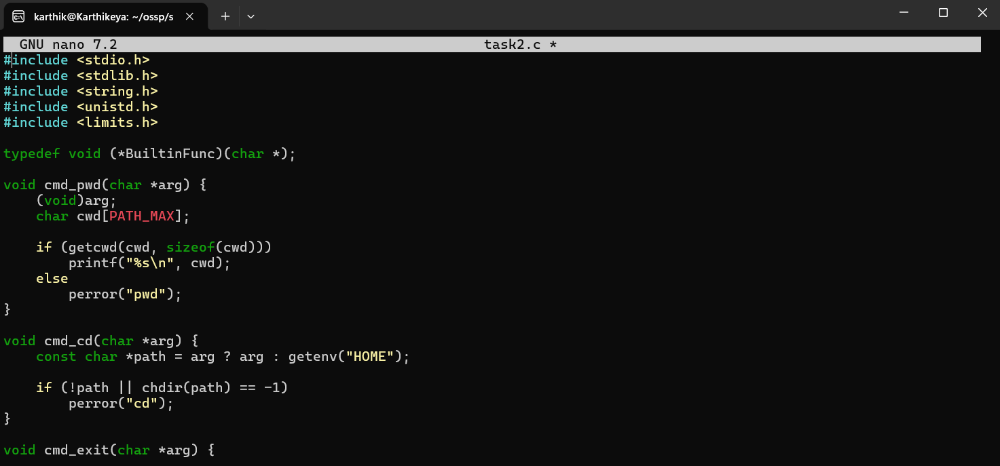 karthik@Karthikeya: ~/ossp/s
GNU nano 7.2 task2.c *
#include <stdio.h>
#include <stdlib.h>
#include <string.h>
#include <unistd.h>
#include <limits.h>

typedef void (*BuiltinFunc)(char *);

void cmd_pwd(char *arg) {
    (void)arg;
    char cwd[PATH_MAX];

    if (getcwd(cwd, sizeof(cwd)))
        printf("%s\n", cwd);
    else
        perror("pwd");
}

void cmd_cd(char *arg) {
    const char *path = arg ? arg : getenv("HOME");

    if (!path || chdir(path) == -1)
        perror("cd");
}

void cmd_exit(char *arg) {